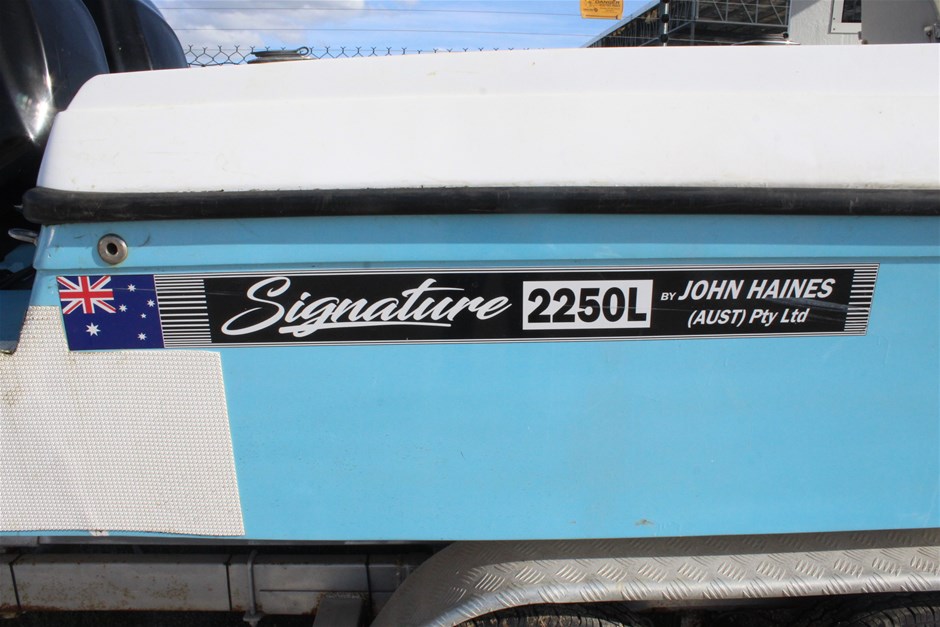 Signature 2250L BY JOHN HAINES
(AUST) Pty Ltd